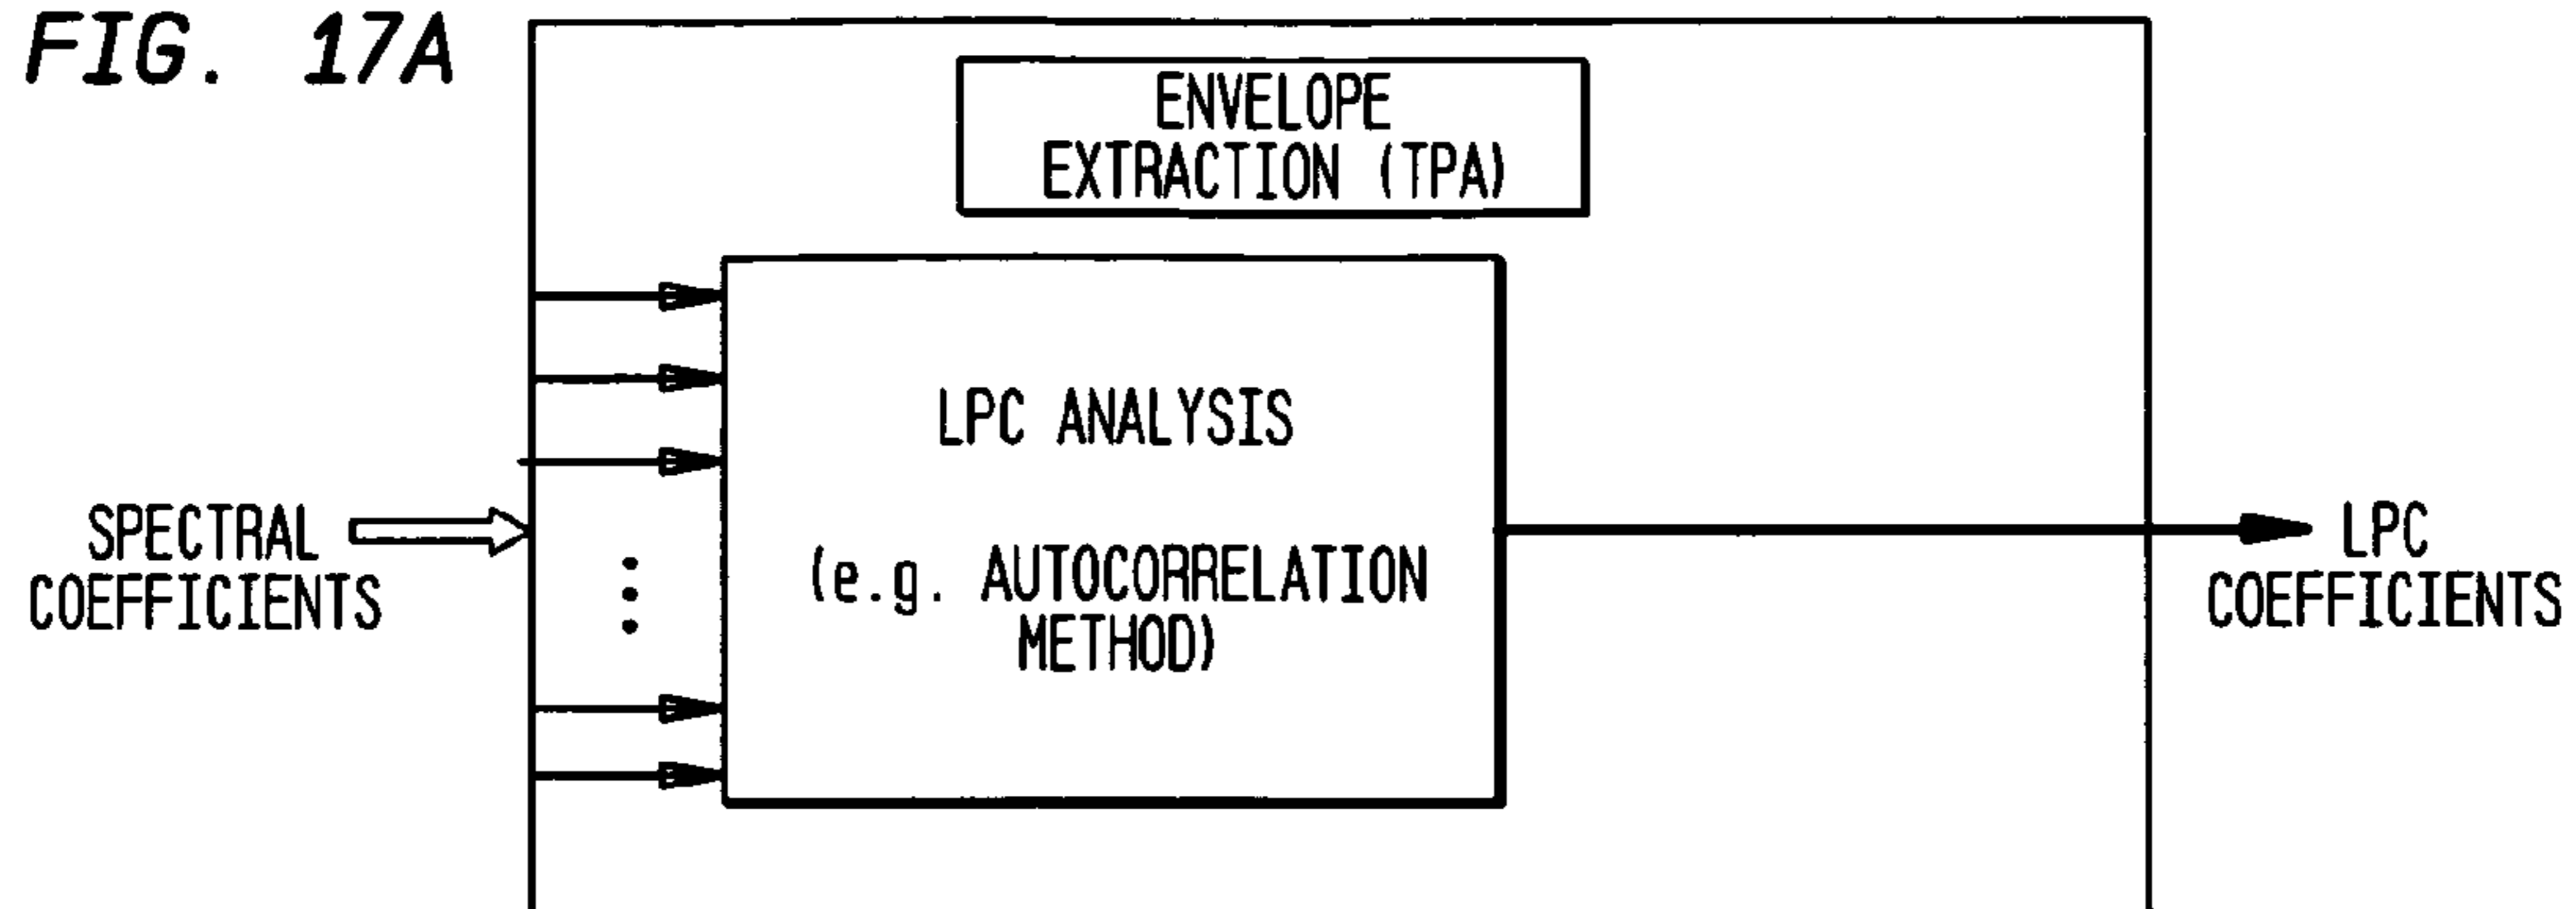 FIG. 17A
ENVELOPE
EXTRACTION (TPA)
LPC ANALYSIS
(e.g. AUTOCORRELATION
METHOD)
SPECTRAL
COEFFICIENTS
LPC
COEFFICIENTS